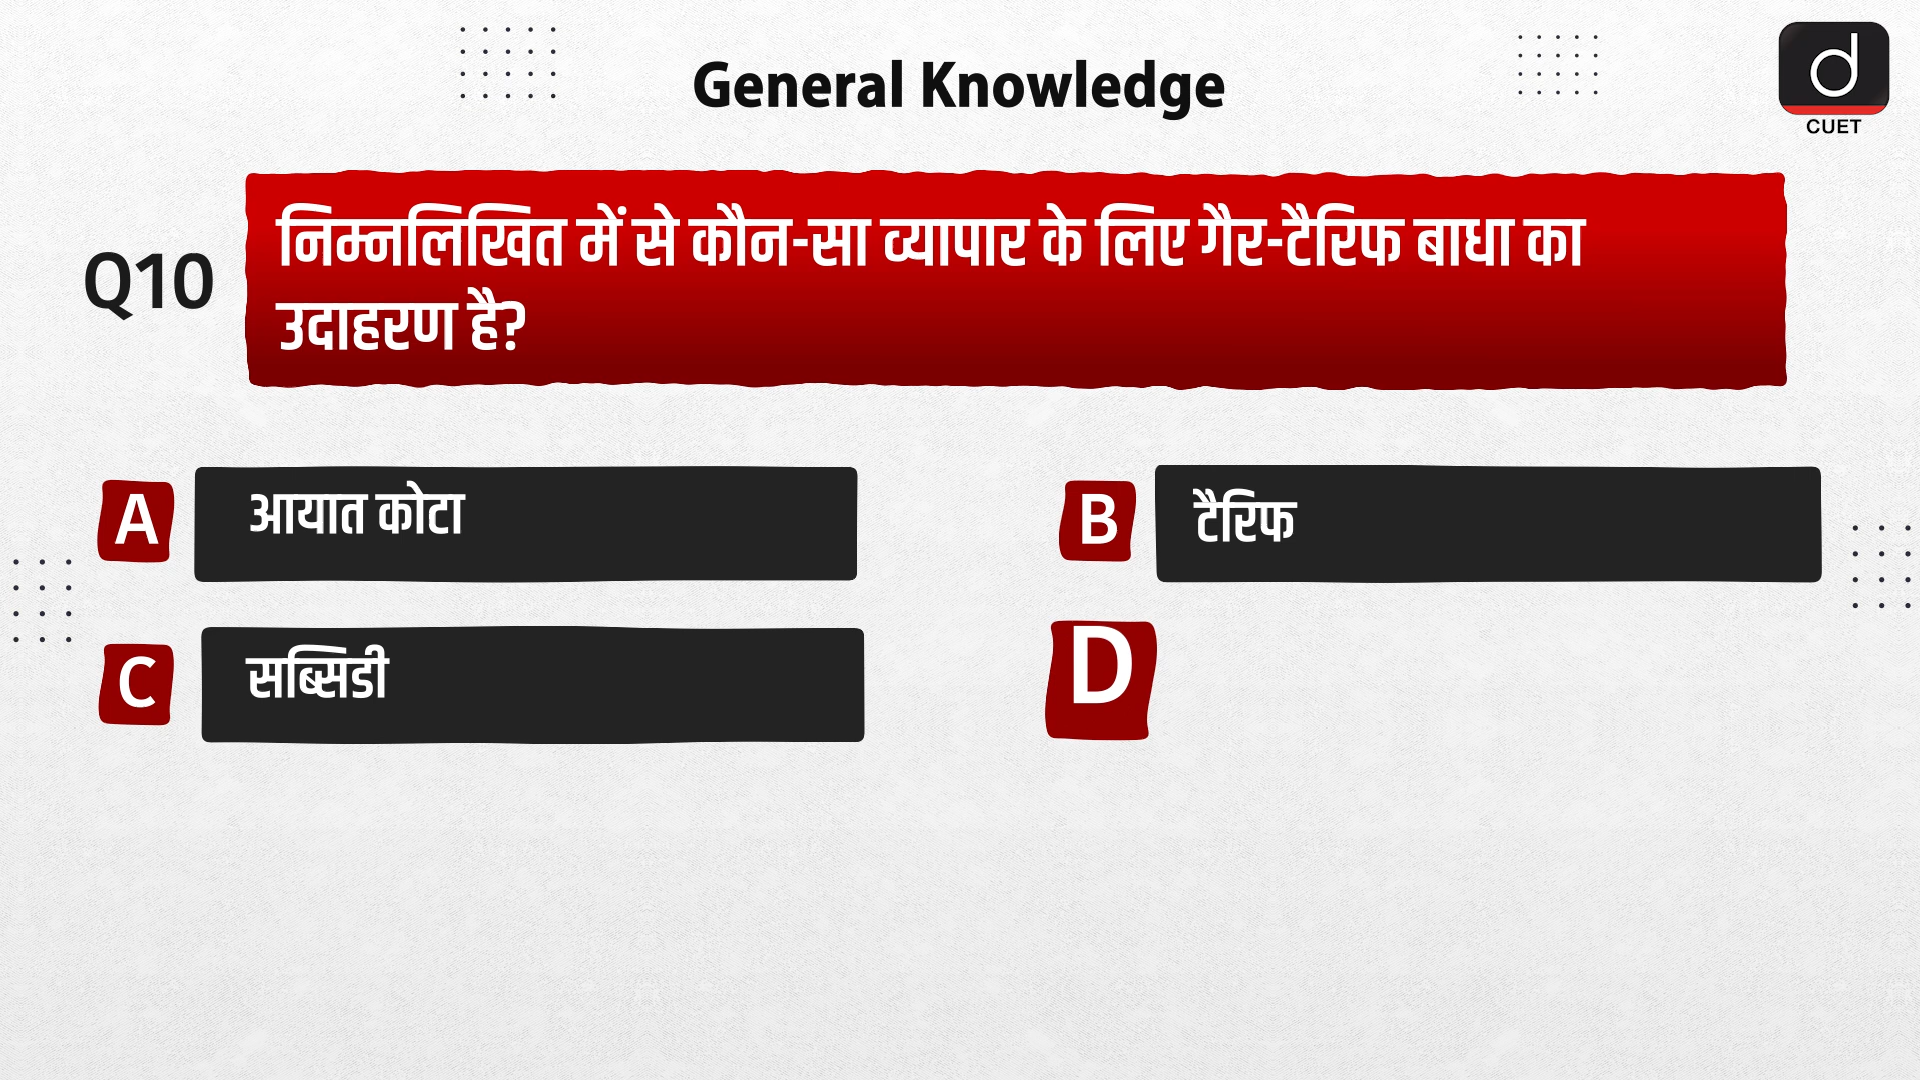 General Knowledge
d
CUET
Q10
निम्नलिखित में से कौन-सा व्यापार के लिए गैर-टैरिफ बाधा का
उदाहरण है?
A आयात कोटा
B टैरिफ
C सब्सिडी
D